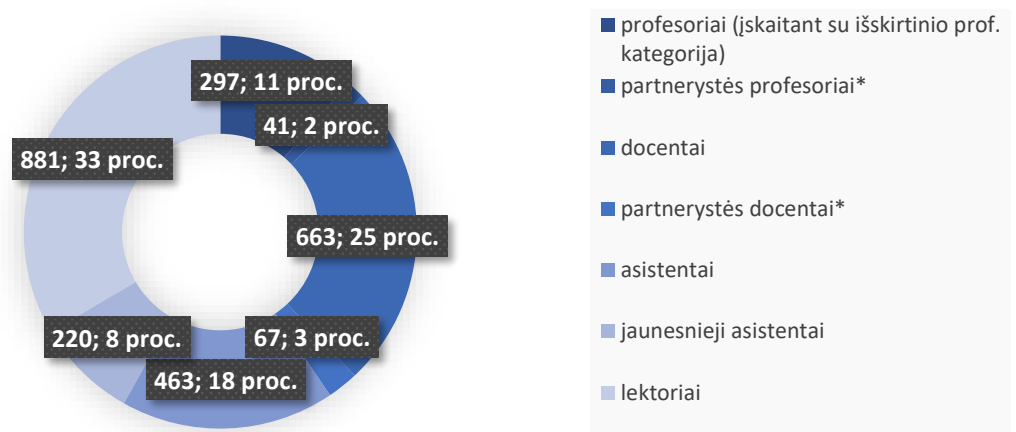 297; 11 proc.
41; 2 proc.
881; 33 proc.
663; 25 proc.
220; 8 proc.
67; 3 proc.
463; 18 proc.
profesoriai (įskaitant su išskirtinio prof.
kategorija)
partnerystės profesoriai*
docentai
partnerystės docentai*
asistentai
jaunesnieji asistentai
lektoriai